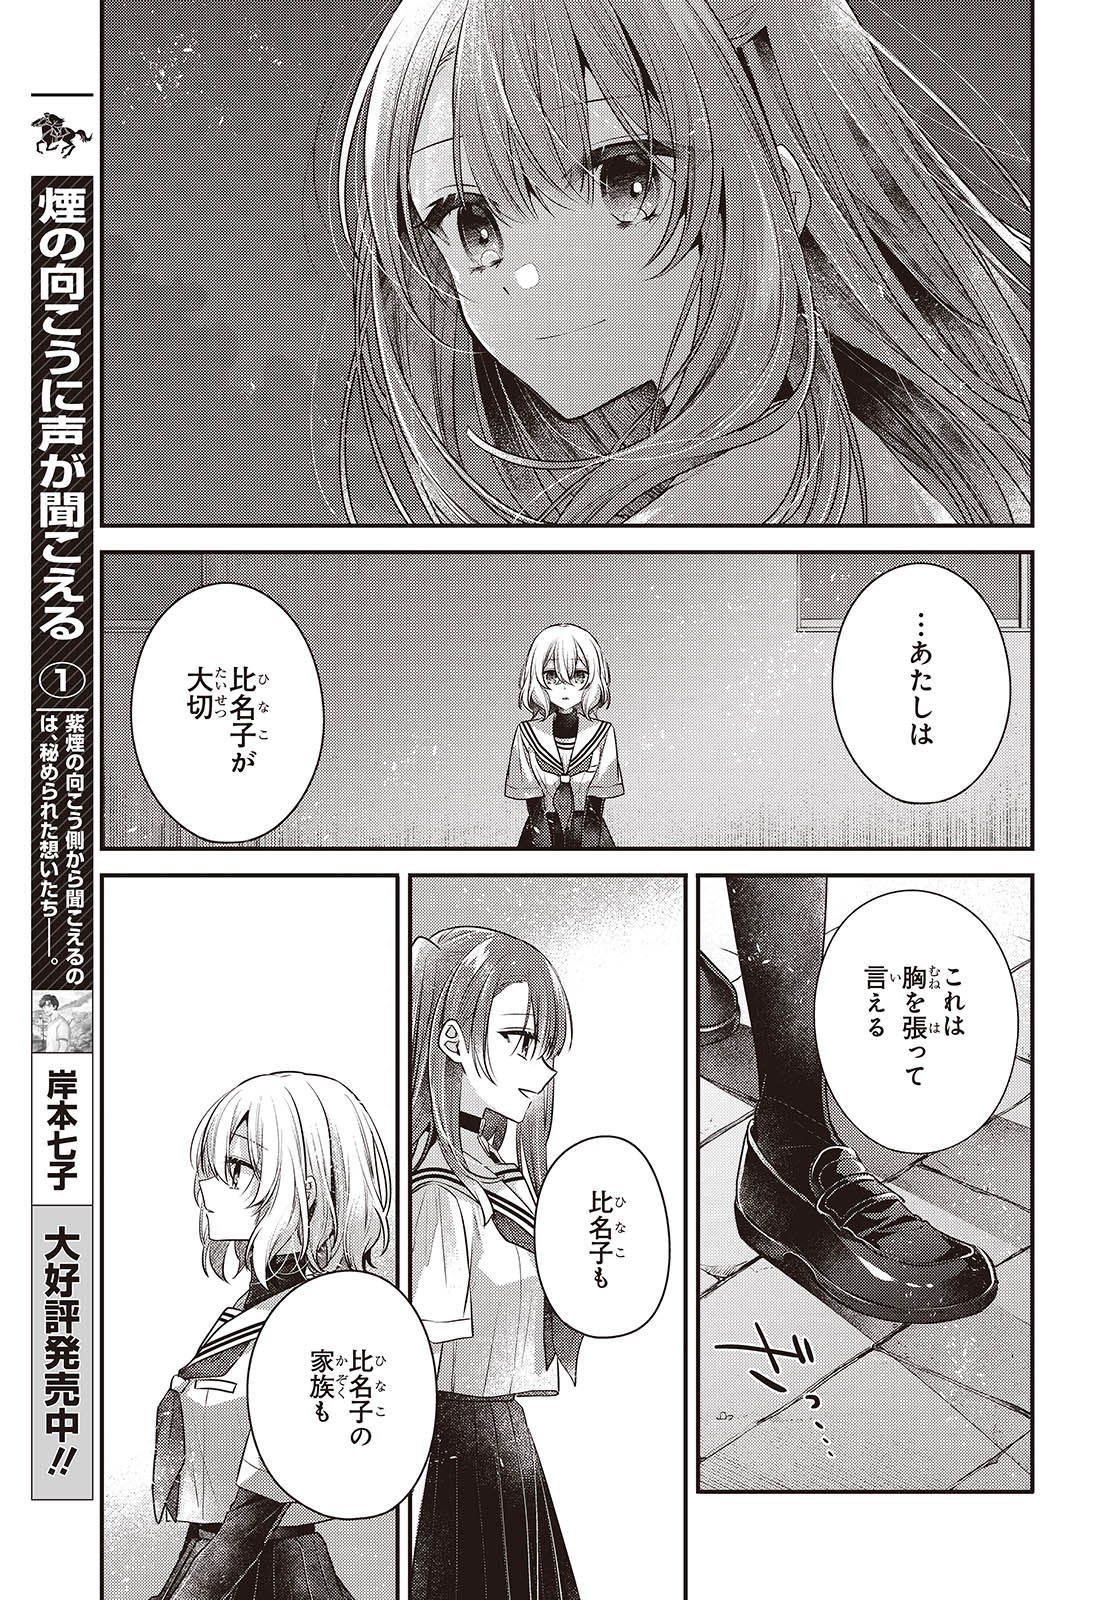 …あたしは
比名子が
大切
これは
胸を張って
言える
ザッ…
比名子も
比名子の
家族も
煙の向こうに声が聞こえる ①
紫煙の向こう側から聞こえるの
は、秘められた想いたち――。
岸本七子
大好評発売中!!